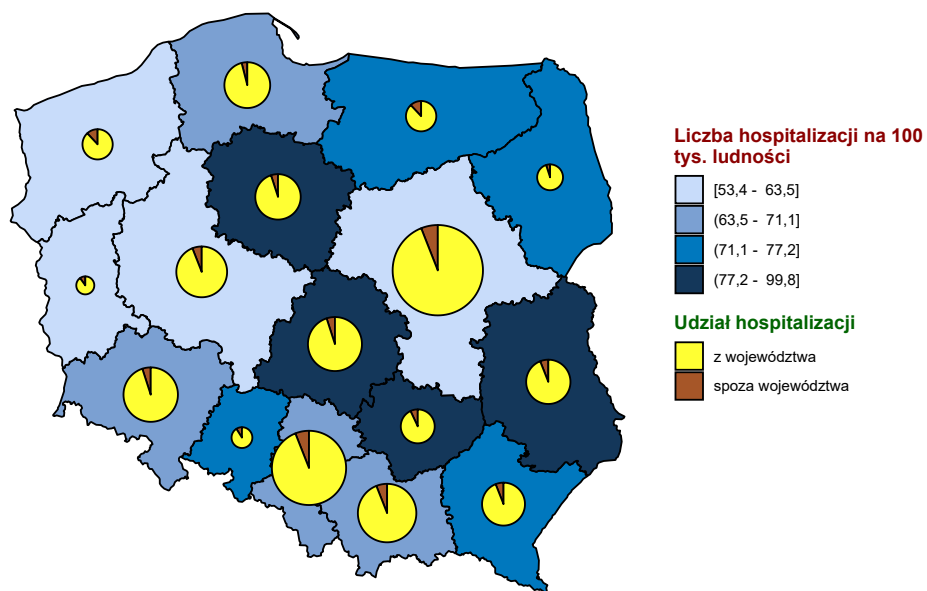 Liczba hospitalizacji na 100
tys. ludności
[53,4 - 63,5]
(63,5 - 71,1]
(71,1 - 77,2]
(77,2 - 99,8]
Udział hospitalizacji
z województwa
spoza województwa